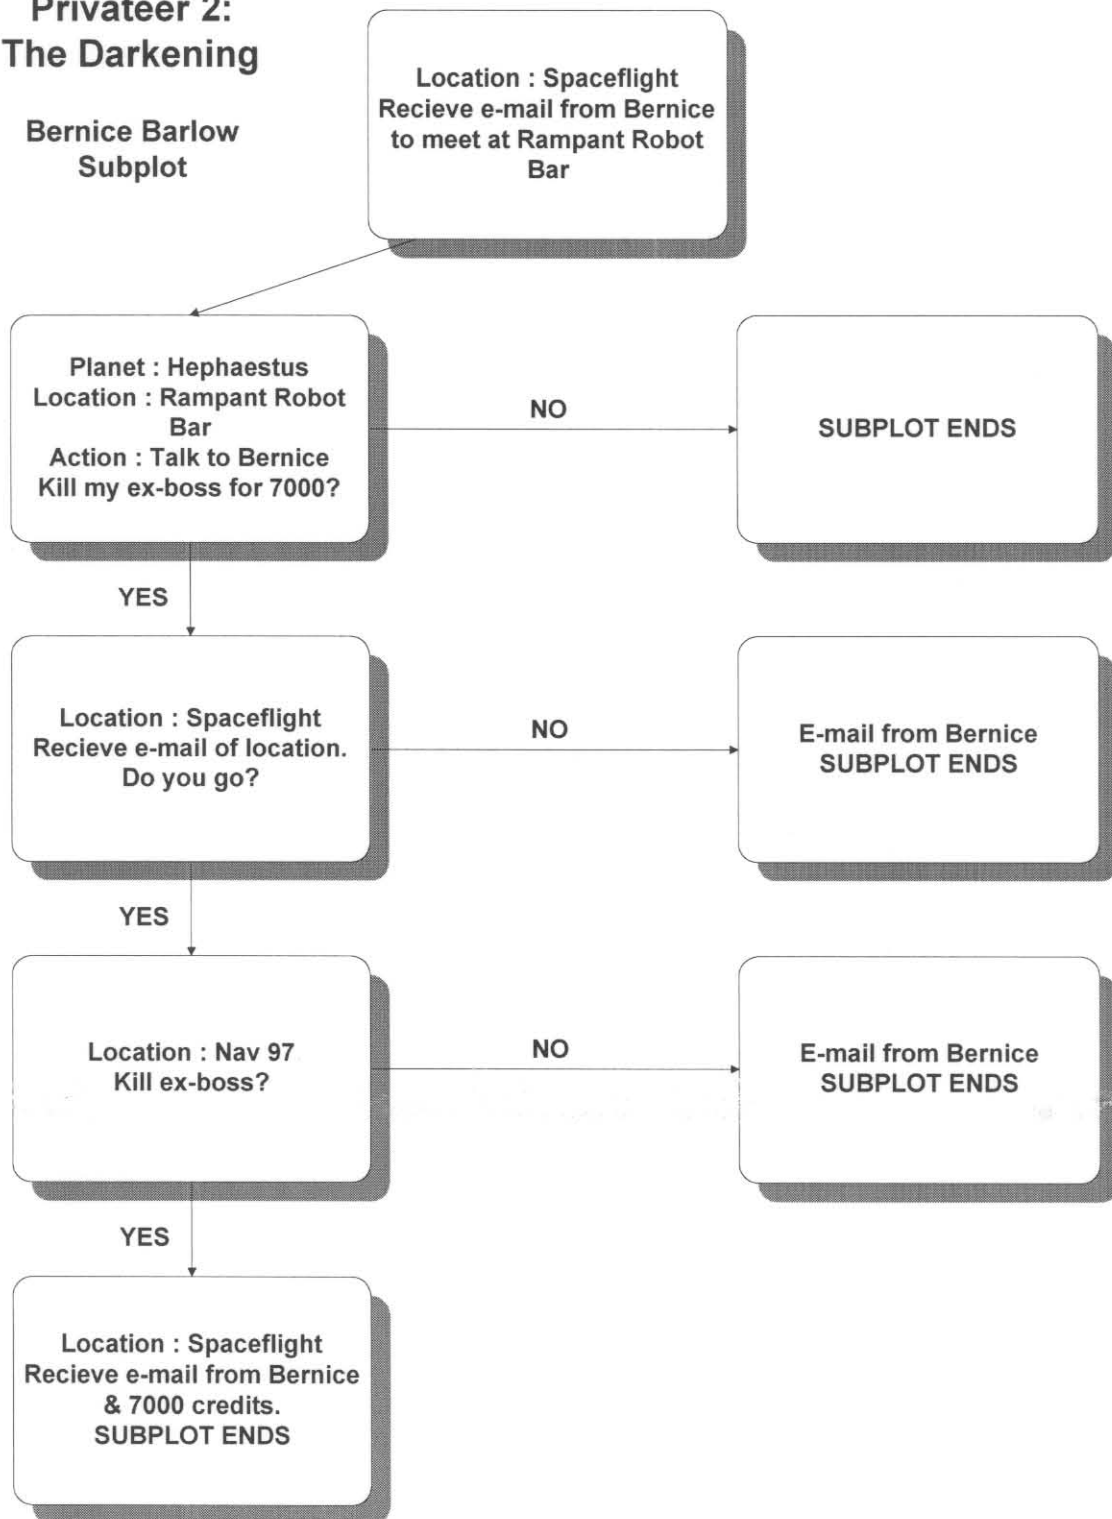 Privateer 2:
The Darkening
Bernice Barlow
Subplot
Location : Spaceflight
Recieve e-mail from Bernice
to meet at Rampant Robot
Bar
Planet : Hephaestus
Location : Rampant Robot
Bar
Action : Talk to Bernice
Kill my ex-boss for 7000?
NO
SUBPLOT ENDS
YES
Location : Spaceflight
Recieve e-mail of location.
Do you go?
NO
E-mail from Bernice
SUBPLOT ENDS
YES
Location : Nav 97
Kill ex-boss?
NO
E-mail from Bernice
SUBPLOT ENDS
YES
Location : Spaceflight
Recieve e-mail from Bernice
& 7000 credits.
SUBPLOT ENDS